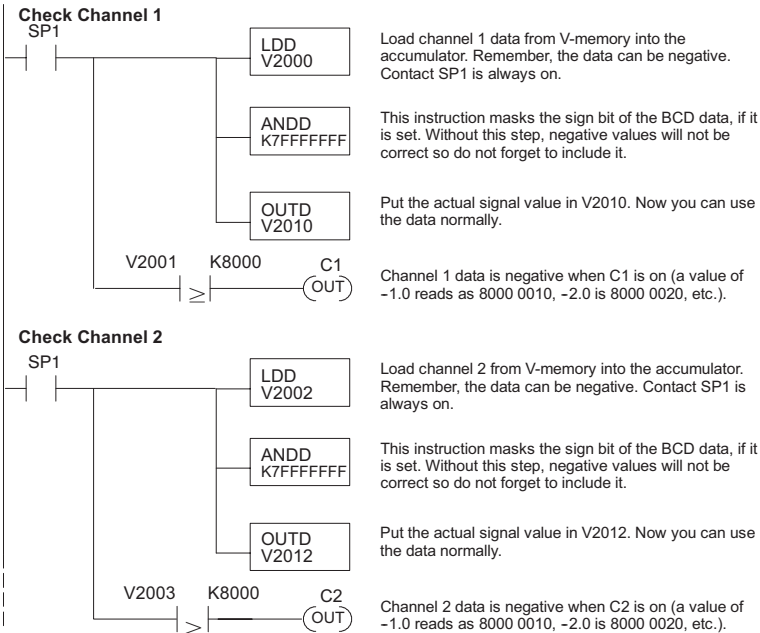 Check Channel 1
SP1
LDD
V2000
Load channel 1 data from V-memory into the
accumulator. Remember, the data can be negative.
Contact SP1 is always on.
ANDD
K7FFFFFFF
This instruction masks the sign bit of the BCD data, if it
is set. Without this step, negative values will not be
correct so do not forget to include it.
OUTD
V2010
Put the actual signal value in V2010. Now you can use
the data normally.
V2001 K8000 C1
≥ OUT
Channel 1 data is negative when C1 is on (a value of
--1.0 reads as 8000 0010, --2.0 is 8000 0020, etc.).
Check Channel 2
SP1
LDD
V2002
Load channel 2 from V-memory into the accumulator.
Remember, the data can be negative. Contact SP1 is
always on.
ANDD
K7FFFFFFF
This instruction masks the sign bit of the BCD data, if it
is set. Without this step, negative values will not be
correct so do not forget to include it.
OUTD
V2012
Put the actual signal value in V2012. Now you can use
the data normally.
V2003 K8000 C2
≥ OUT
Channel 2 data is negative when C2 is on (a value of
--1.0 reads as 8000 0010, --2.0 is 8000 0020, etc.).